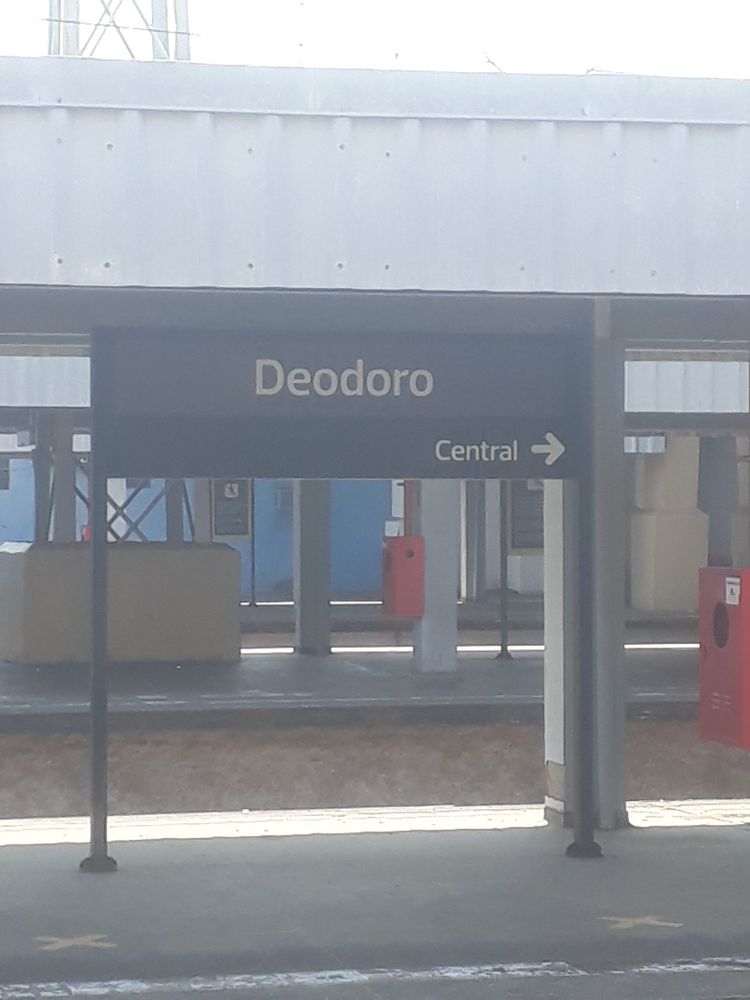 Deodoro
Central →